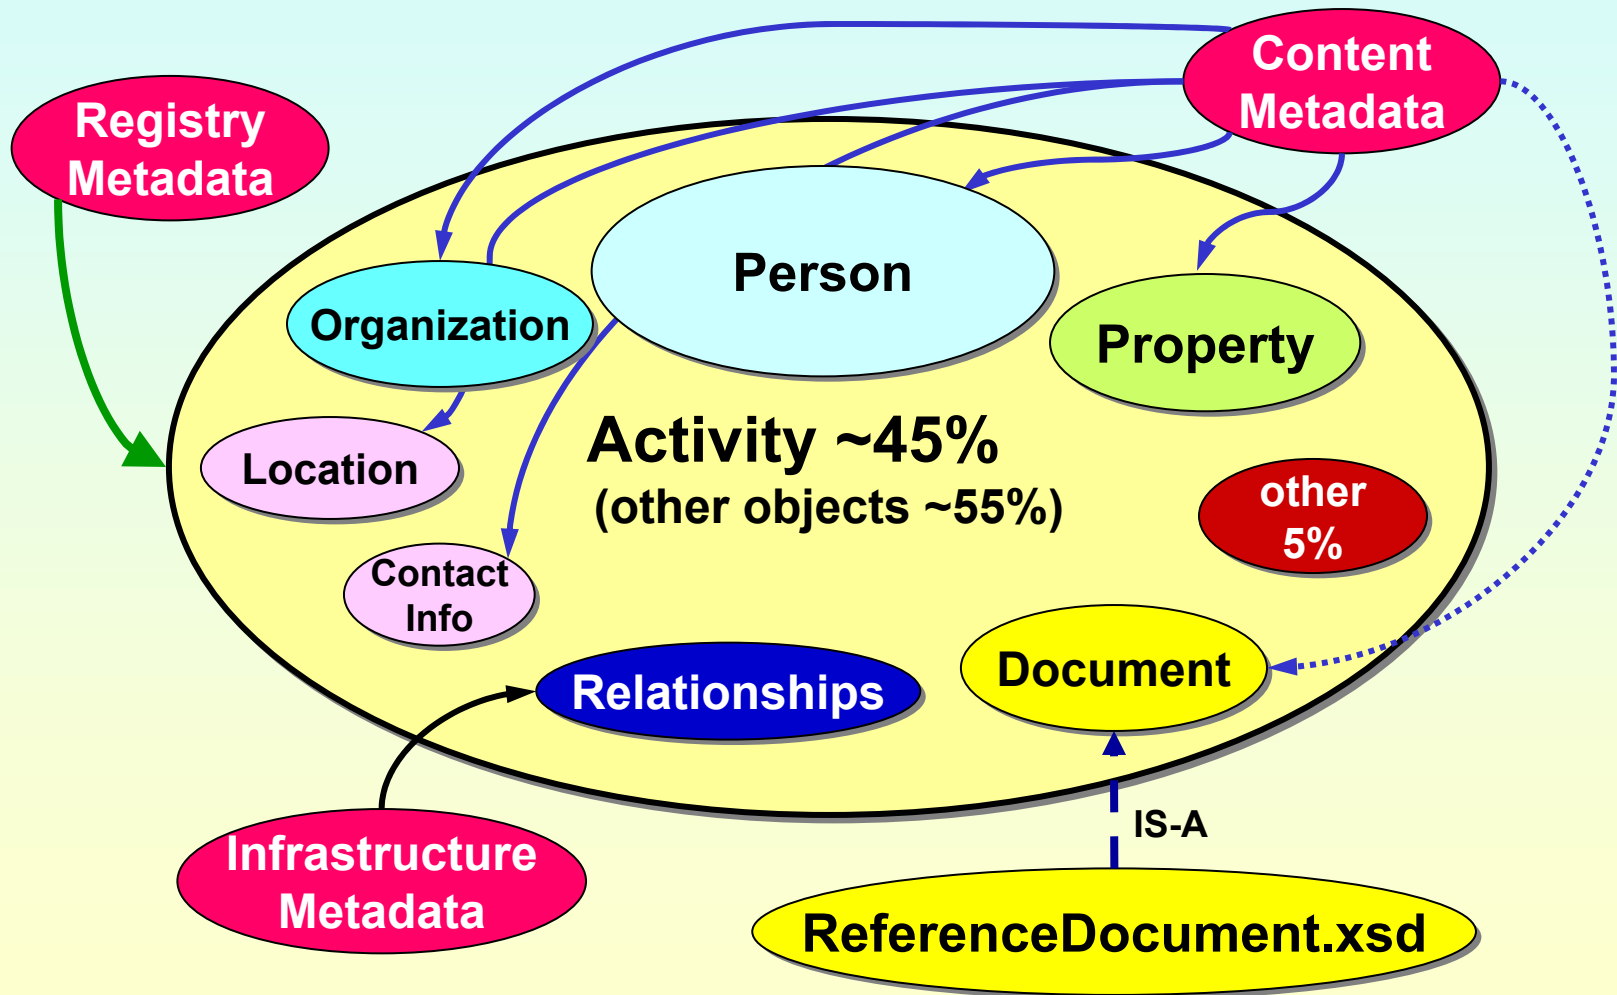 Content
Metadata
Registry
Metadata
Person
Organization
Property
Activity ~45%
(other objects ~55%)
Location
other
5%
Contact
Info
Relationships
Document
IS-A
Infrastructure
Metadata
ReferenceDocument.xsd